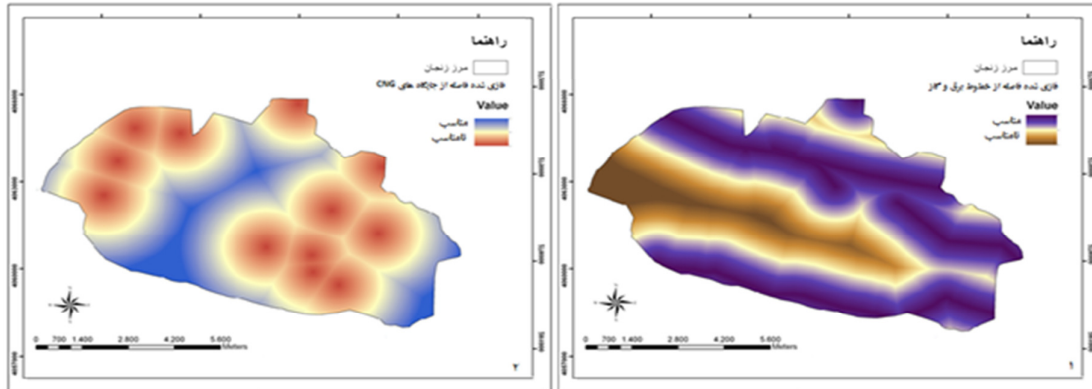 راهنما
مرز زنجان
فازی شده فاصله از خطوط برق و گاز
Value
مناسب
نامناسب
0 700 1.400 2.800 4.200 5.600
Meters
۱
راهنما
مرز زنجان
فازی شده فاصله از جایگاه های CNG
Value
مناسب
نامناسب
0 700 1.400 2.800 4.200 5.600
Meters
۲